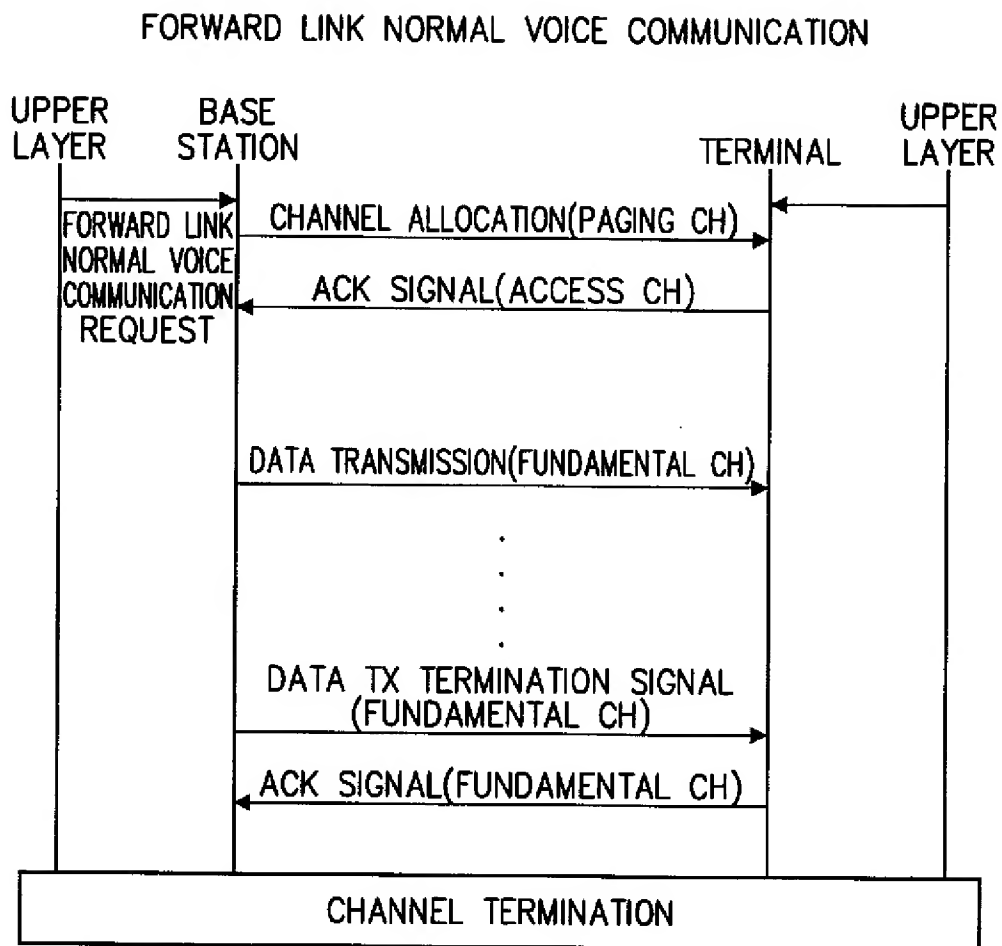 FORWARD LINK NORMAL VOICE COMMUNICATION
UPPER
LAYER
BASE
STATION
TERMINAL
UPPER
LAYER
FORWARD LINK
NORMAL VOICE
COMMUNICATION
REQUEST
CHANNEL ALLOCATION(PAGING CH)
ACK SIGNAL(ACCESS CH)
DATA TRANSMISSION(FUNDAMENTAL CH)
DATA TX TERMINATION SIGNAL
(FUNDAMENTAL CH)
ACK SIGNAL(FUNDAMENTAL CH)
CHANNEL TERMINATION